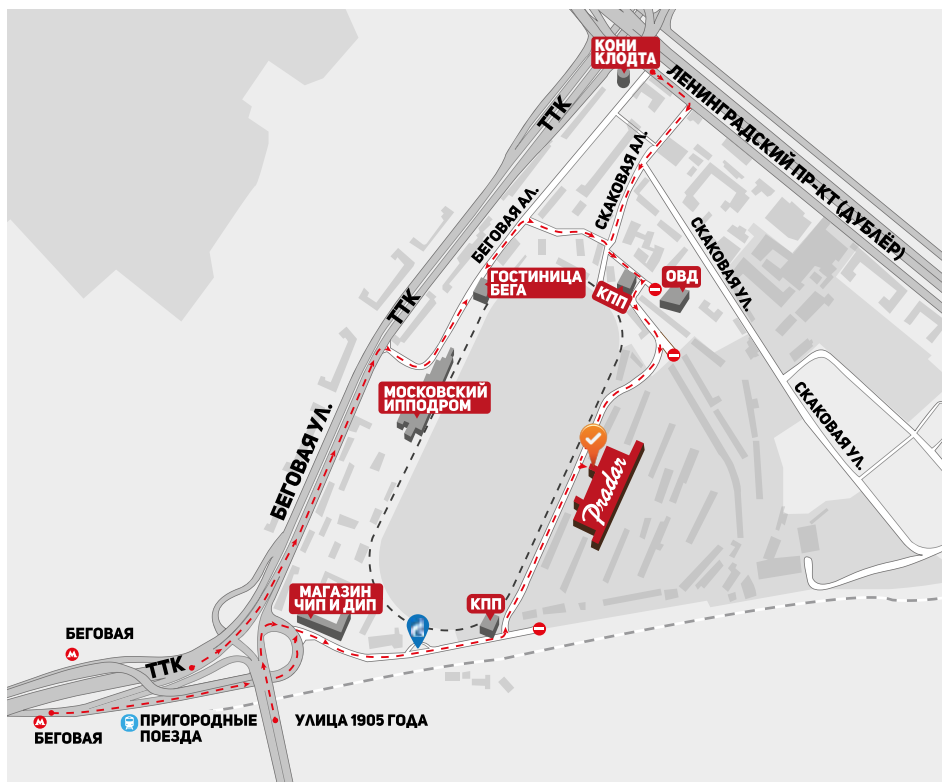 КОНИ
КЛОДТА
ЛЕНИНГРАДСКИЙ ПР-КТ (ДУБЛЁР)
ТТК
СКАКОВАЯ АЛ.
БЕГОВАЯ АЛ.
СКАКОВАЯ УЛ.
ГОСТИНИЦА
БЕГА
КПП
ОВД
ТТК
МОСКОВСКИЙ
ИППОДРОМ
СКАКОВАЯ УЛ.
БЕГОВАЯ УЛ.
Pradar
МАГАЗИН
ЧИП И ДИП
КПП
БЕГОВАЯ
М
ТТК
М
БЕГОВАЯ
ПРИГОРОДНЫЕ
ПОЕЗДА
УЛИЦА 1905 ГОДА